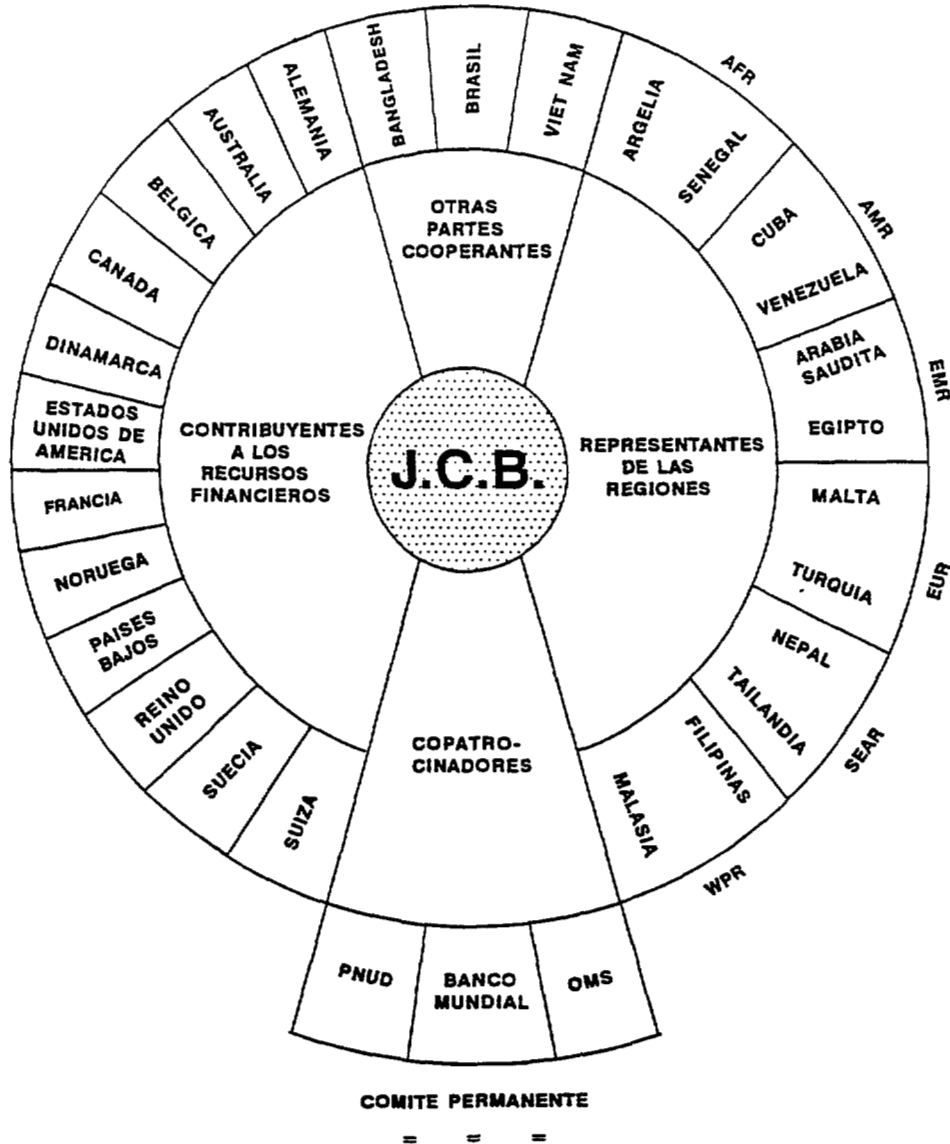 ALEMANIA
BANGLADESH
BRASIL
VIET NAM
ARGELIA
SENEGAL
AFR
CUBA
VENEZUELA
AMR
ARABIA
SAUDITA
EGIPTO
EMR
MALTA
TURQUIA
EUR
NEPAL
TAILANDIA
SEAR
FILIPINAS
MALASIA
WPR
AUSTRALIA
BELGICA
CANADA
DINAMARCA
ESTADOS
UNIDOS DE
AMERICA
FRANCIA
NORUEGA
PAISES
BAJOS
REINO
UNIDO
SUECIA
SUIZA
OTRAS
PARTES
COOPERANTES
CONTRIBUYENTES
A LOS
RECURSOS
FINANCIEROS
J.C.B.
REPRESENTANTES
DE LAS
REGIONES
COPATRO-
CINADORES
PNUD
BANCO
MUNDIAL
OMS
COMITE PERMANENTE
= = =